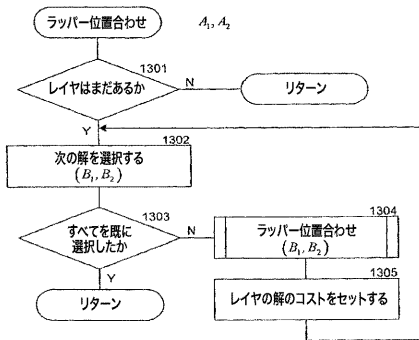 ラッパー位置合わせ
A₁, A₂
1301
レイヤはまだあるか
N
リターン
Y
1302
次の解を選択する
(B₁, B₂)
1303
すべてを既に
選択したか
N
1304
ラッパー位置合わせ
(B₁, B₂)
Y
1305
レイヤの解のコストをセットする
リターン